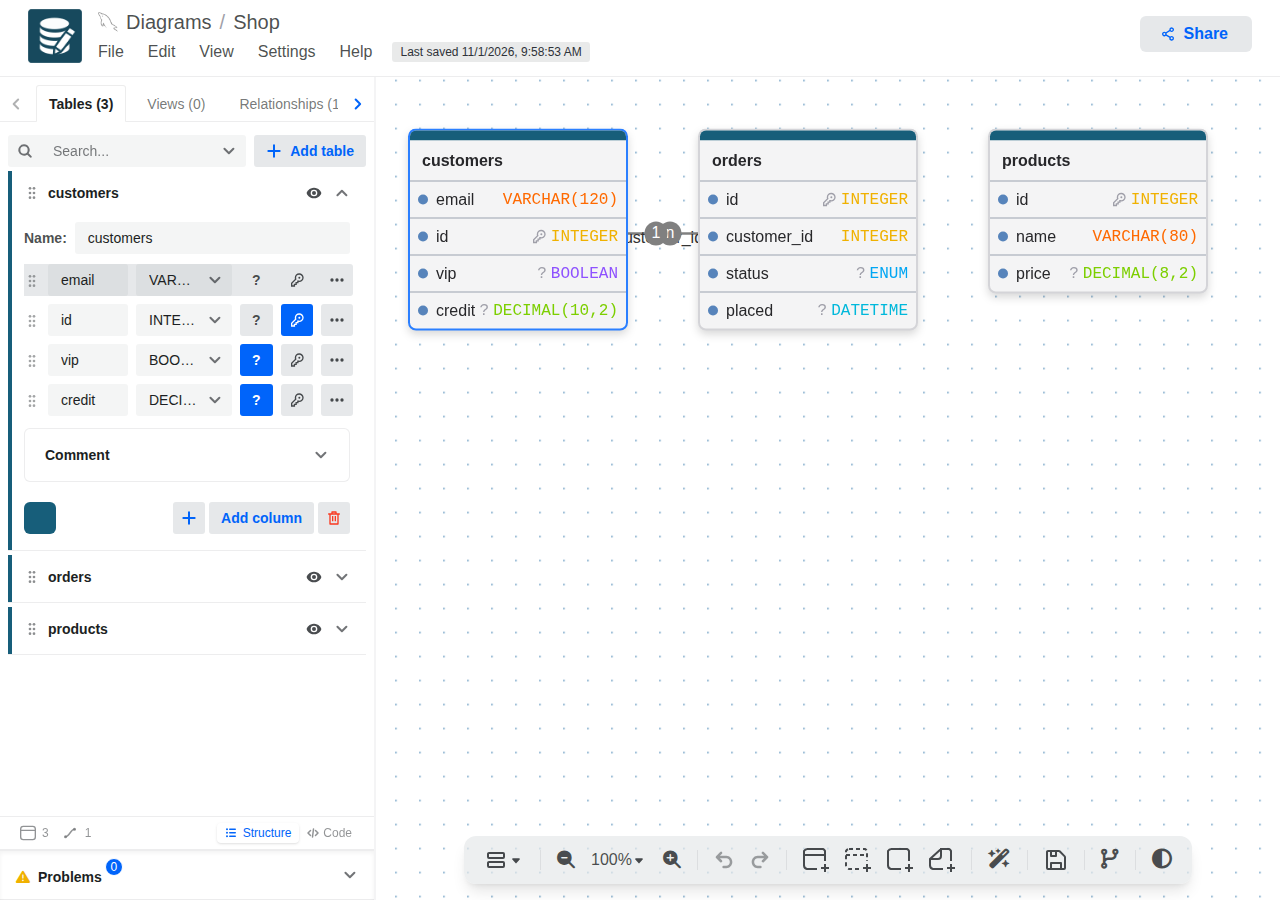 Diagrams / Shop
File Edit View Settings Help Last saved 11/1/2026, 9:58:53 AM
Share
Tables (3) Views (0) Relationships (1
Search... Add table
customers
Name: customers
email VAR… ?
id INTE… ?
vip BOO… ?
credit DECI… ?
Comment
Add column
orders
products
3 1 Structure Code
Problems 0
customers
email VARCHAR(120)
id INTEGER
vip ? BOOLEAN
credit ? DECIMAL(10,2)
1 n
orders
id INTEGER
customer_id INTEGER
status ? ENUM
placed ? DATETIME
products
id INTEGER
name VARCHAR(80)
price ? DECIMAL(8,2)
100%